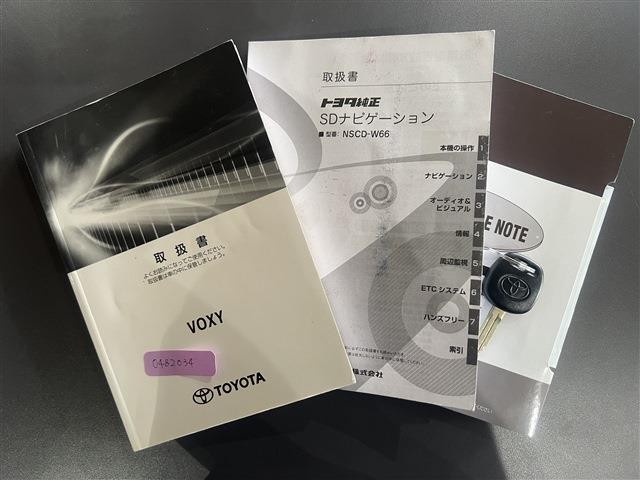 取扱書
よくお読みになってご使用ください。
取扱書は車の中に保管しましょう。
VOXY
0482034
TOYOTA
取扱書
トヨタ純正
SDナビゲーション
■ 型番: NSCD-W66
本機の操作 1
ナビゲーション 2
オーディオ&
ビジュアル 3
情報 4
周辺監視 5
ETC システム 6
ハンズフリー 7
索引
株式会社
E NOTE
ください